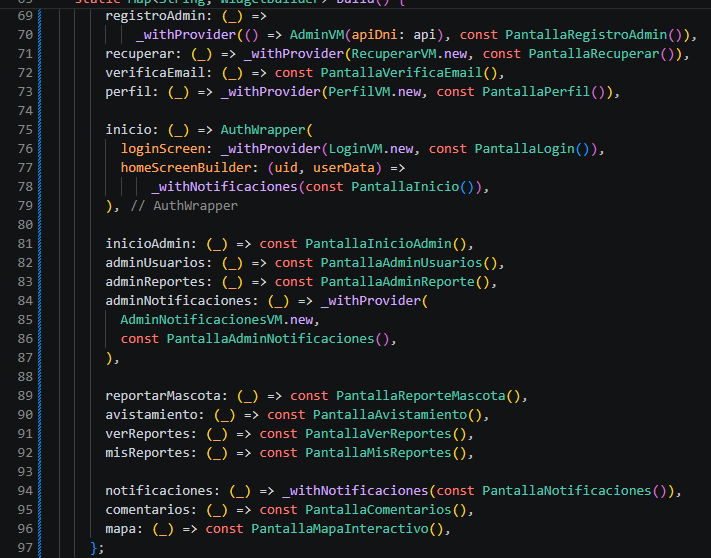 69 registroAdmin: (_) =>
70 _withProvider(() => AdminVM(apiDni: api), const PantallaRegistroAdmin()),
71 recuperar: (_) => _withProvider(RecuperarVM.new, const PantallaRecuperar()),
72 verificaEmail: (_) => const PantallaVerificaEmail(),
73 perfil: (_) => _withProvider(PerfilVM.new, const PantallaPerfil()),
74
75 inicio: (_) => AuthWrapper(
76 loginScreen: _withProvider(LoginVM.new, const PantallaLogin()),
77 homeScreenBuilder: (uid, userData) =>
78 _withNotificaciones(const PantallaInicio()),
79 ), // AuthWrapper
80
81 inicioAdmin: (_) => const PantallaInicioAdmin(),
82 adminUsuarios: (_) => const PantallaAdminUsuarios(),
83 adminReportes: (_) => const PantallaAdminReporte(),
84 adminNotificaciones: (_) => _withProvider(
85 AdminNotificacionesVM.new,
86 const PantallaAdminNotificaciones(),
87 ),
88
89 reportarMascota: (_) => const PantallaReporteMascota(),
90 avistamiento: (_) => const PantallaAvistamiento(),
91 verReportes: (_) => const PantallaVerReportes(),
92 misReportes: (_) => const PantallaMisReportes(),
93
94 notificaciones: (_) => _withNotificaciones(const PantallaNotificaciones()),
95 comentarios: (_) => const PantallaComentarios(),
96 mapa: (_) => const PantallaMapaInteractivo(),
97 };